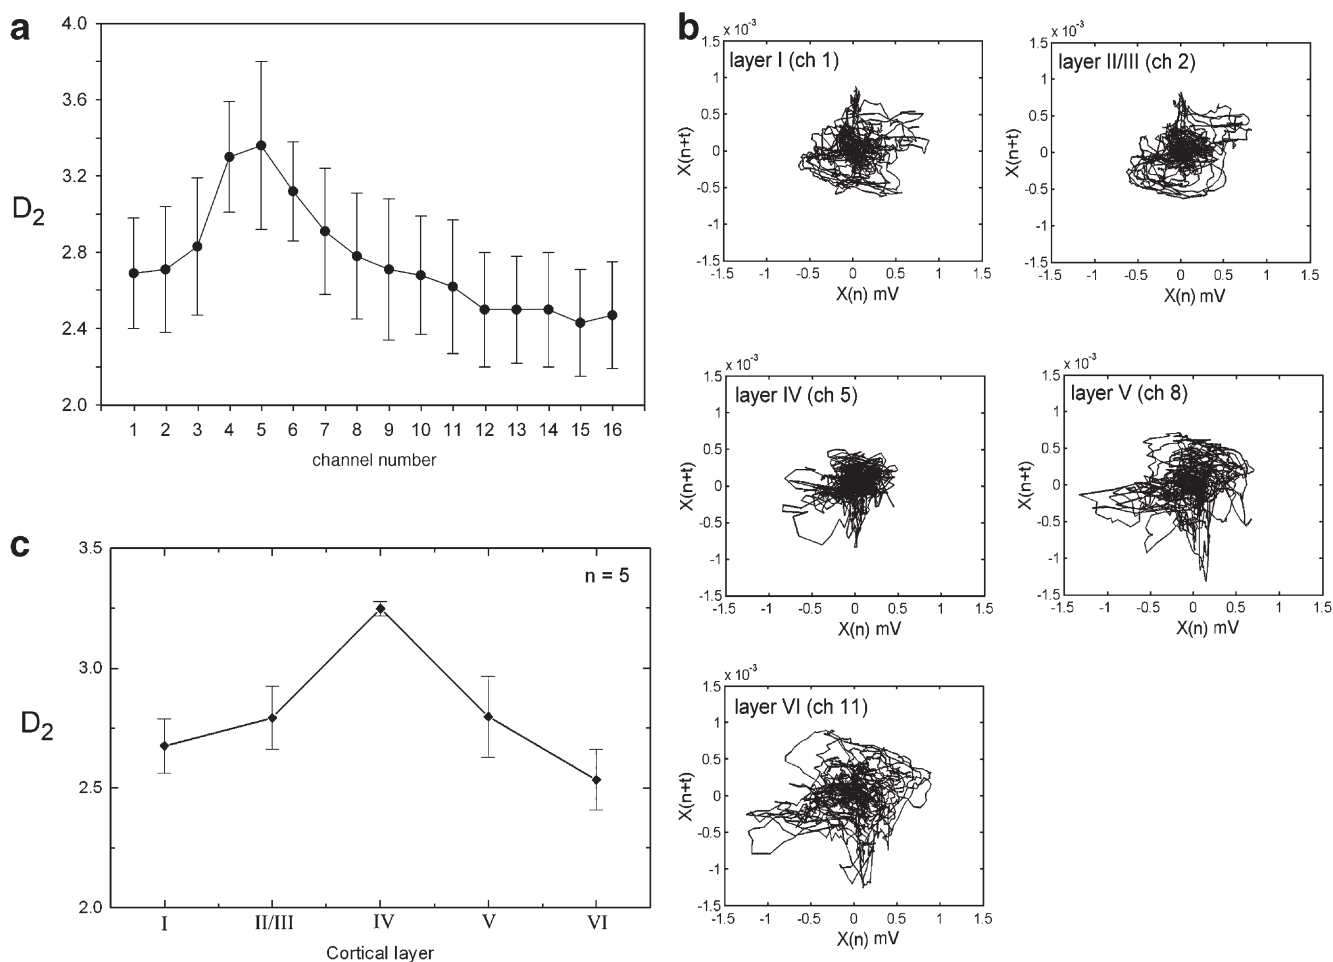 a
4.0
3.6
3.2
2.8
2.4
2.0
D2
1 2 3 4 5 6 7 8 9 10 11 12 13 14 15 16
channel number
b
x 10-3
layer I (ch 1)
1.5
1
0.5
0
-0.5
-1
-1.5
X(n+t)
-1.5 -1 -0.5 0 0.5 1 1.5
X(n) mV
x 10-3
layer II/III (ch 2)
1.5
1
0.5
0
-0.5
-1
-1.5
X(n+t)
-1.5 -1 -0.5 0 0.5 1 1.5
X(n) mV
x 10-3
layer IV (ch 5)
1.5
1
0.5
0
-0.5
-1
-1.5
X(n+t)
-1.5 -1 -0.5 0 0.5 1 1.5
X(n) mV
x 10-3
layer V (ch 8)
1.5
1
0.5
0
-0.5
-1
-1.5
X(n+t)
-1.5 -1 -0.5 0 0.5 1 1.5
X(n) mV
x 10-3
layer VI (ch 11)
1.5
1
0.5
0
-0.5
-1
-1.5
X(n+t)
-1.5 -1 -0.5 0 0.5 1 1.5
X(n) mV
c
3.5
3.0
2.5
2.0
D2
n = 5
I II/III IV V VI
Cortical layer